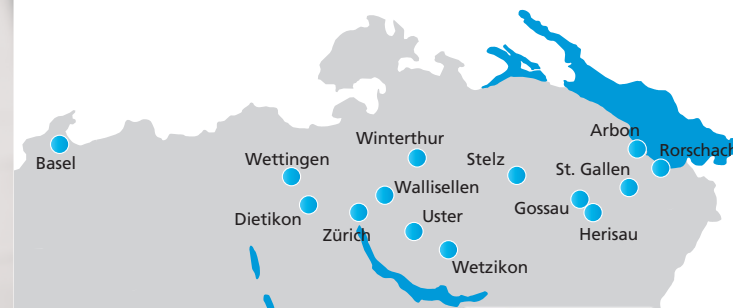 Arbon
Rorschach
Winterthur
Basel
Wettingen
Stelz
St. Gallen
Wallisellen
Dietikon
Zürich
Uster
Gossau
Herisau
Wetzikon